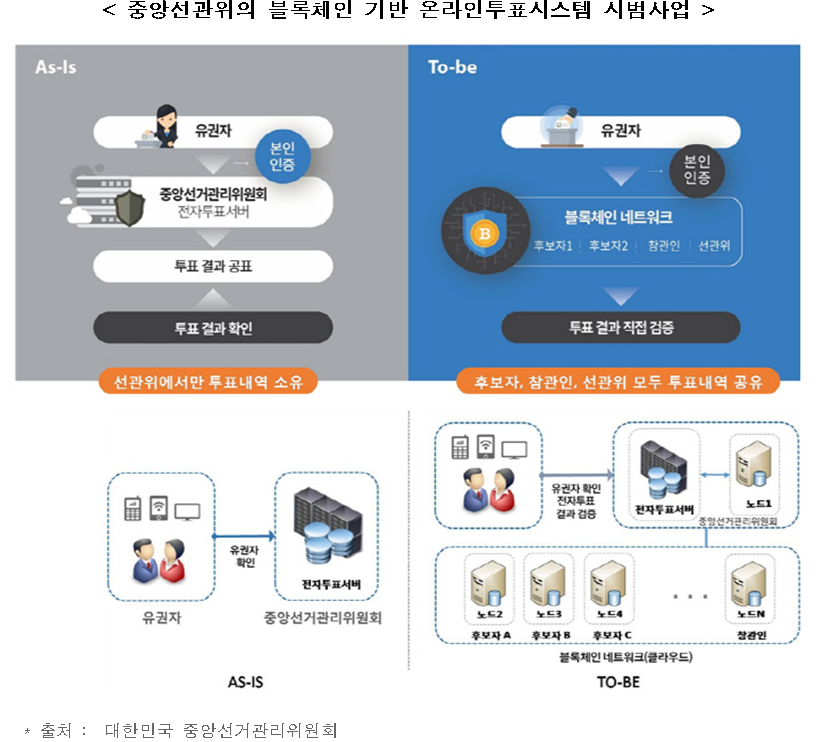 < 중앙선관위의 블록체인 기반 온라인투표시스템 시범사업 >
As-Is
유권자
본인
인증
중앙선거관리위원회
전자투표서버
투표 결과 공표
투표 결과 확인
선관위에서만 투표내역 소유
To-be
유권자
본인
인증
B
블록체인 네트워크
후보자1 후보자2 참관인 선관위
투표 결과 직접 검증
후보자, 참관인, 선관위 모두 투표내역 공유
유권자
확인
전자투표서버
유권자
중앙선거관리위원회
AS-IS
유권자 확인
전자투표
결과 검증
전자투표서버
노드1
중앙선거관리위원회
노드2 노드3 노드4 ... 노드N
후보자 A 후보자 B 후보자 C 참관인
블록체인 네트워크(클라우드)
TO-BE
* 출처 : 대한민국 중앙선거관리위원회